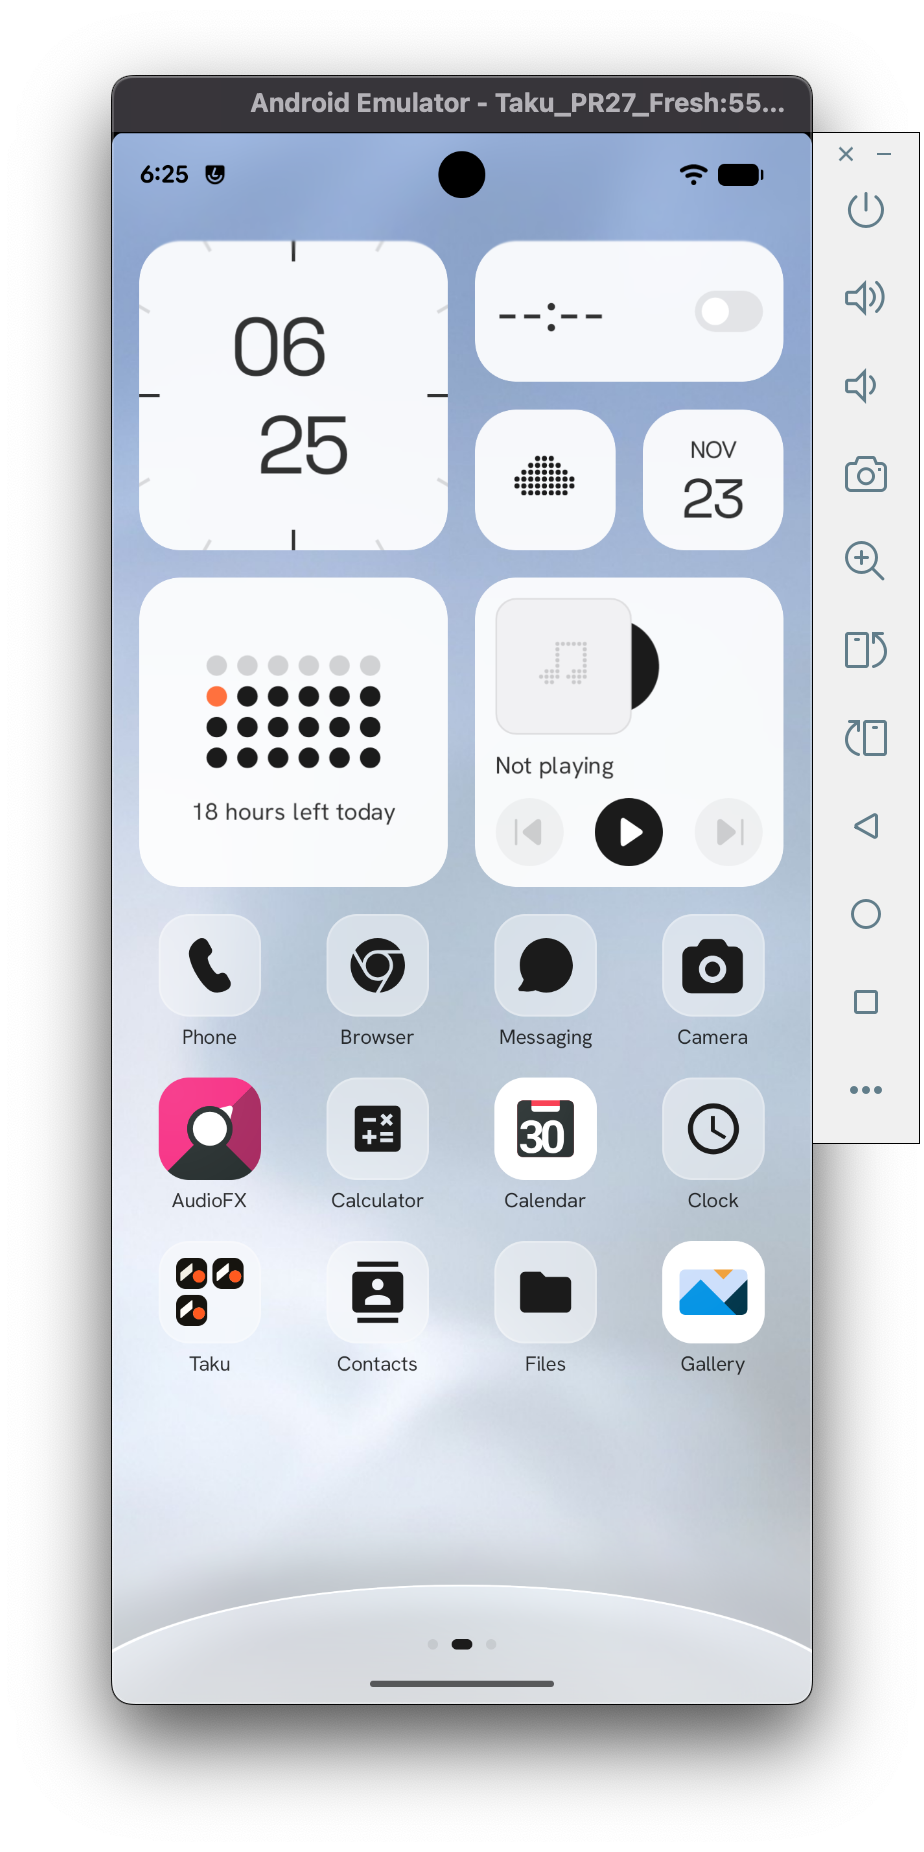 Android Emulator - Taku_PR27_Fresh:55...
6:25
06
25
--:--
NOV
23
18 hours left today
Not playing
Phone
Browser
Messaging
Camera
30
AudioFX
Calculator
Calendar
Clock
Taku
Contacts
Files
Gallery